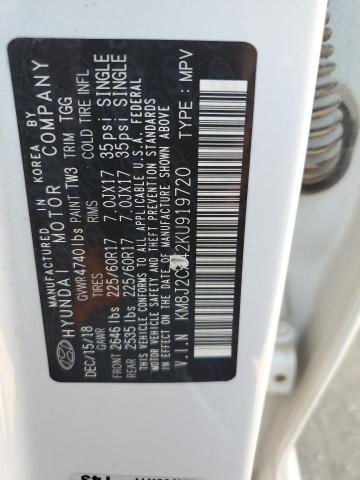 MANUFACTURED IN KOREA BY
HYUNDAI MOTOR COMPANY
DEC/15/18 GVWR 4740lbs PAINT TW3 TRIM TGG
GAWR TIRES RIMS COLD TIRE INFL
FRONT 2646lbs 225/60R17 7.0JX17 35psi SINGLE
REAR 2535lbs 225/60R17 7.0JX17 35psi SINGLE
THIS VEHICLE CONFORMS TO ALL APPLICABLE U.S.A. FEDERAL
MOTOR VEHICLE SAFETY AND THEFT PREVENTION STANDARDS
IN EFFECT ON THE DATE OF MANUFACTURE SHOWN ABOVE.
V.I.N : KM8J2CA42KU919720 TYPE : MPV